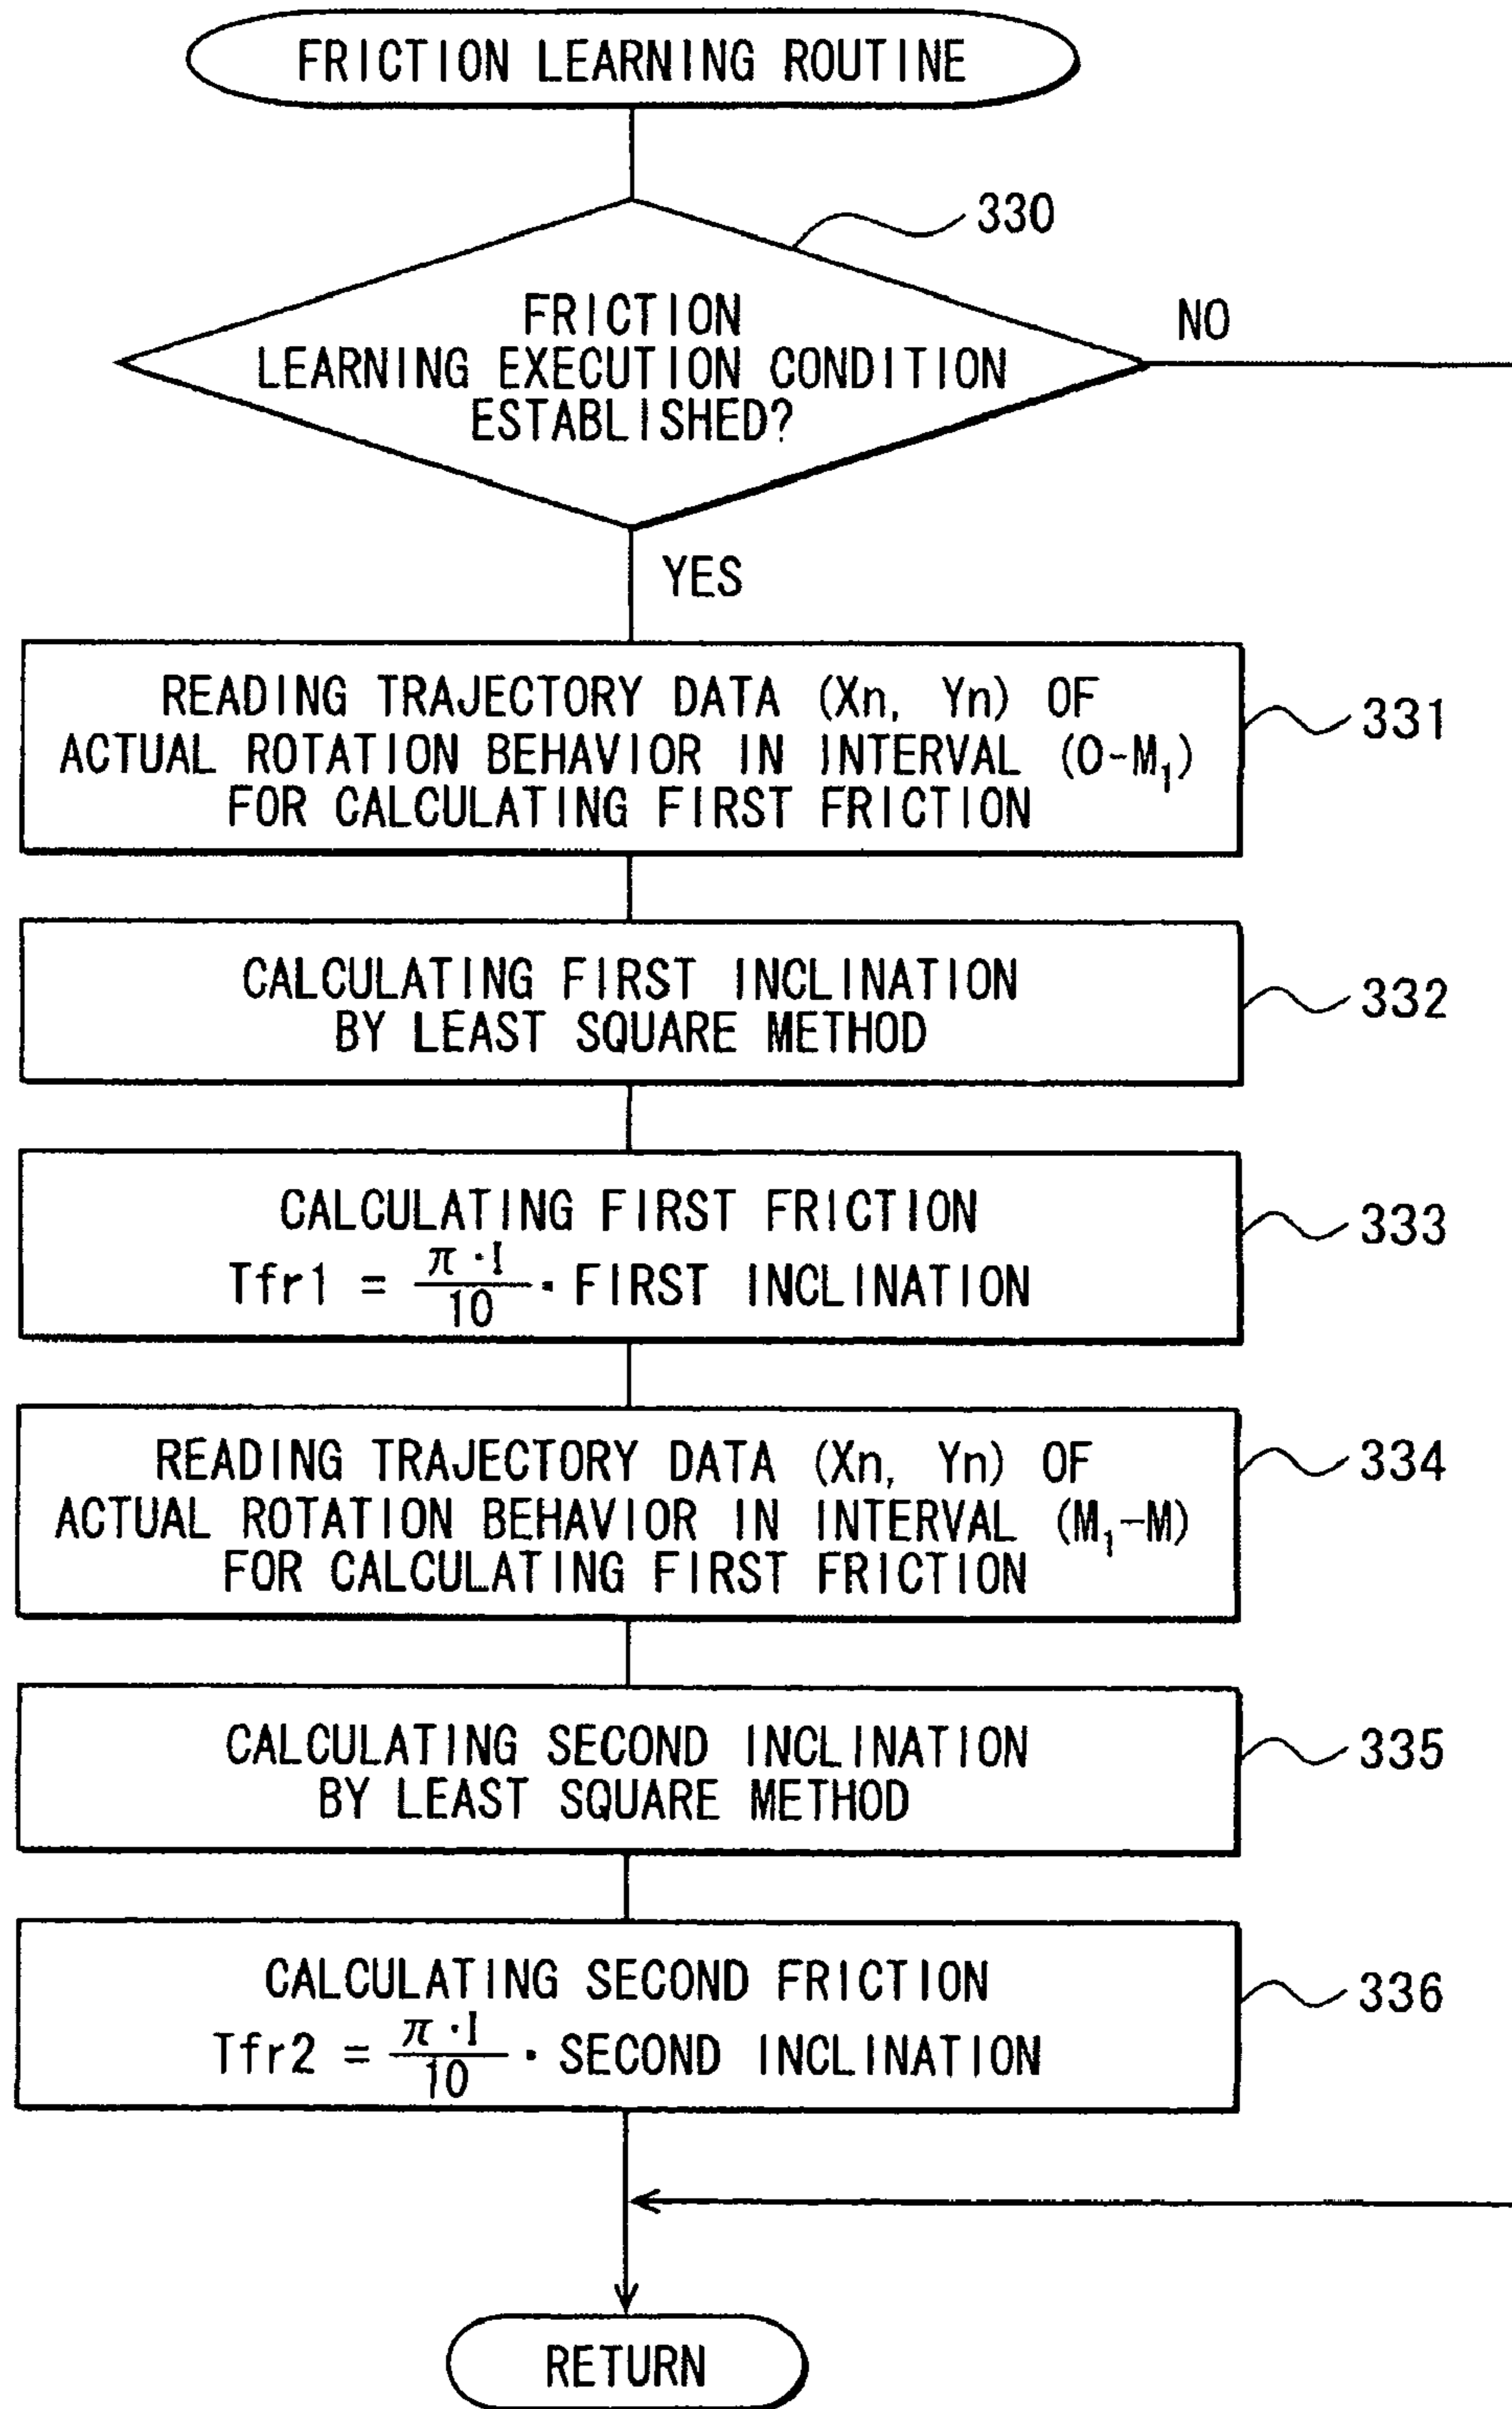 FRICTION LEARNING ROUTINE
330
FRICTION
LEARNING EXECUTION CONDITION
ESTABLISHED?
NO
YES
READING TRAJECTORY DATA (Xn, Yn) OF
ACTUAL ROTATION BEHAVIOR IN INTERVAL (0-M₁)
FOR CALCULATING FIRST FRICTION
331
CALCULATING FIRST INCLINATION
BY LEAST SQUARE METHOD
332
CALCULATING FIRST FRICTION
Tfr1 = π·I/10 · FIRST INCLINATION
333
READING TRAJECTORY DATA (Xn, Yn) OF
ACTUAL ROTATION BEHAVIOR IN INTERVAL (M₁-M)
FOR CALCULATING FIRST FRICTION
334
CALCULATING SECOND INCLINATION
BY LEAST SQUARE METHOD
335
CALCULATING SECOND FRICTION
Tfr2 = π·I/10 · SECOND INCLINATION
336
RETURN